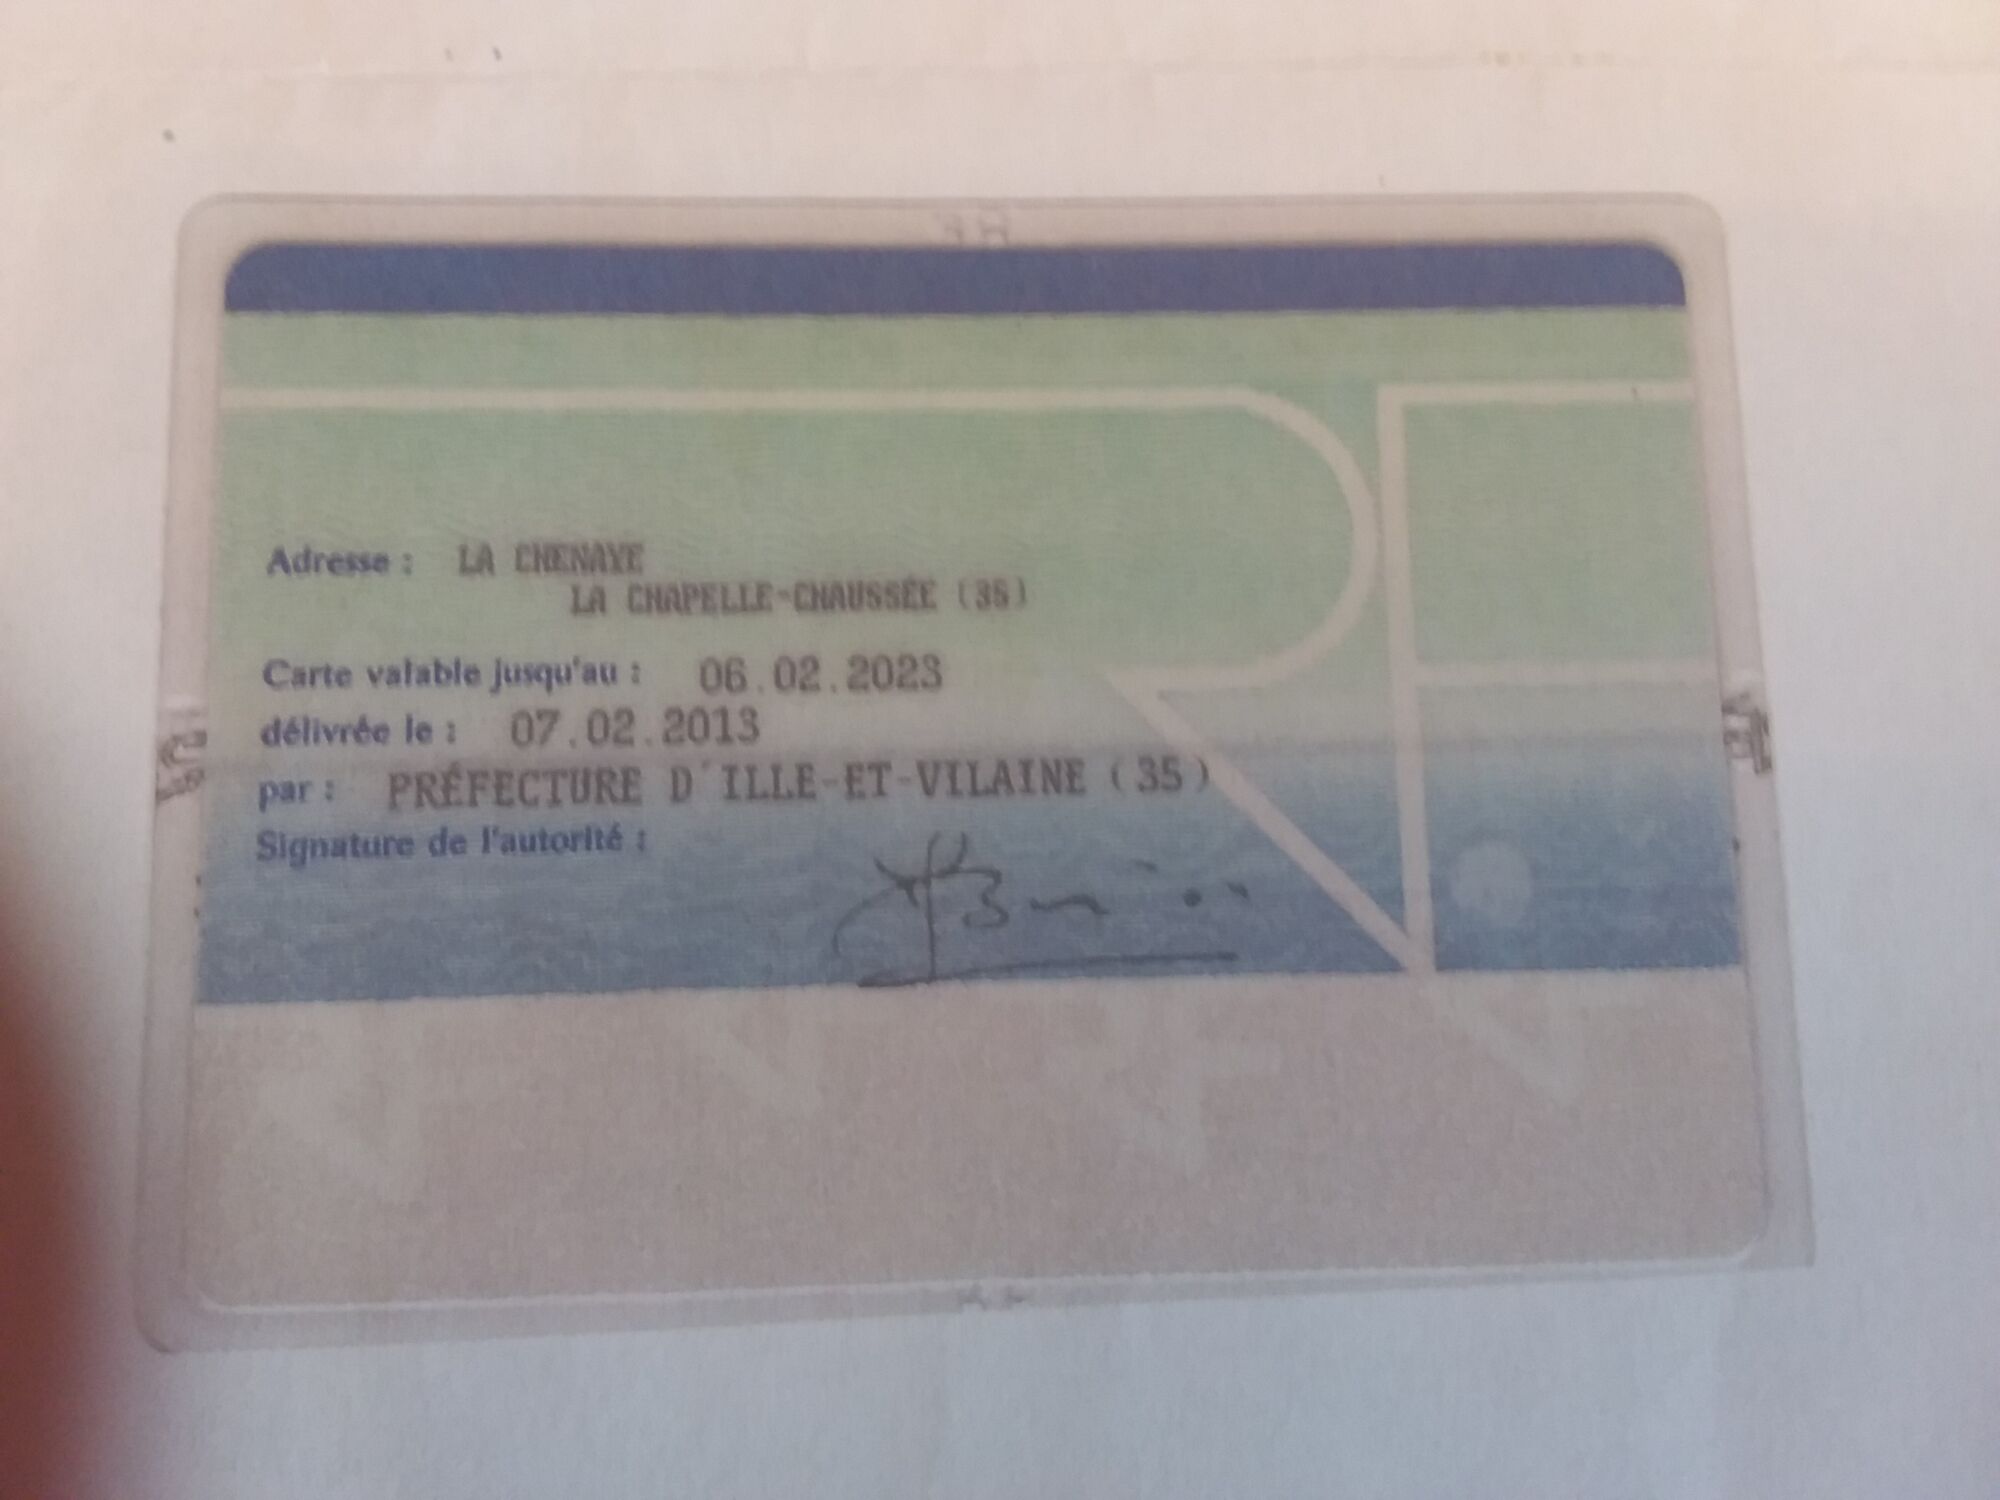 Adresse : LA CHENAYE
LA CHAPELLE-CHAUSSÉE (35)
Carte valable jusqu'au : 06.02.2023
délivrée le : 07.02.2013
par : PRÉFECTURE D'ILLE-ET-VILAINE (35)
Signature de l'autorité :